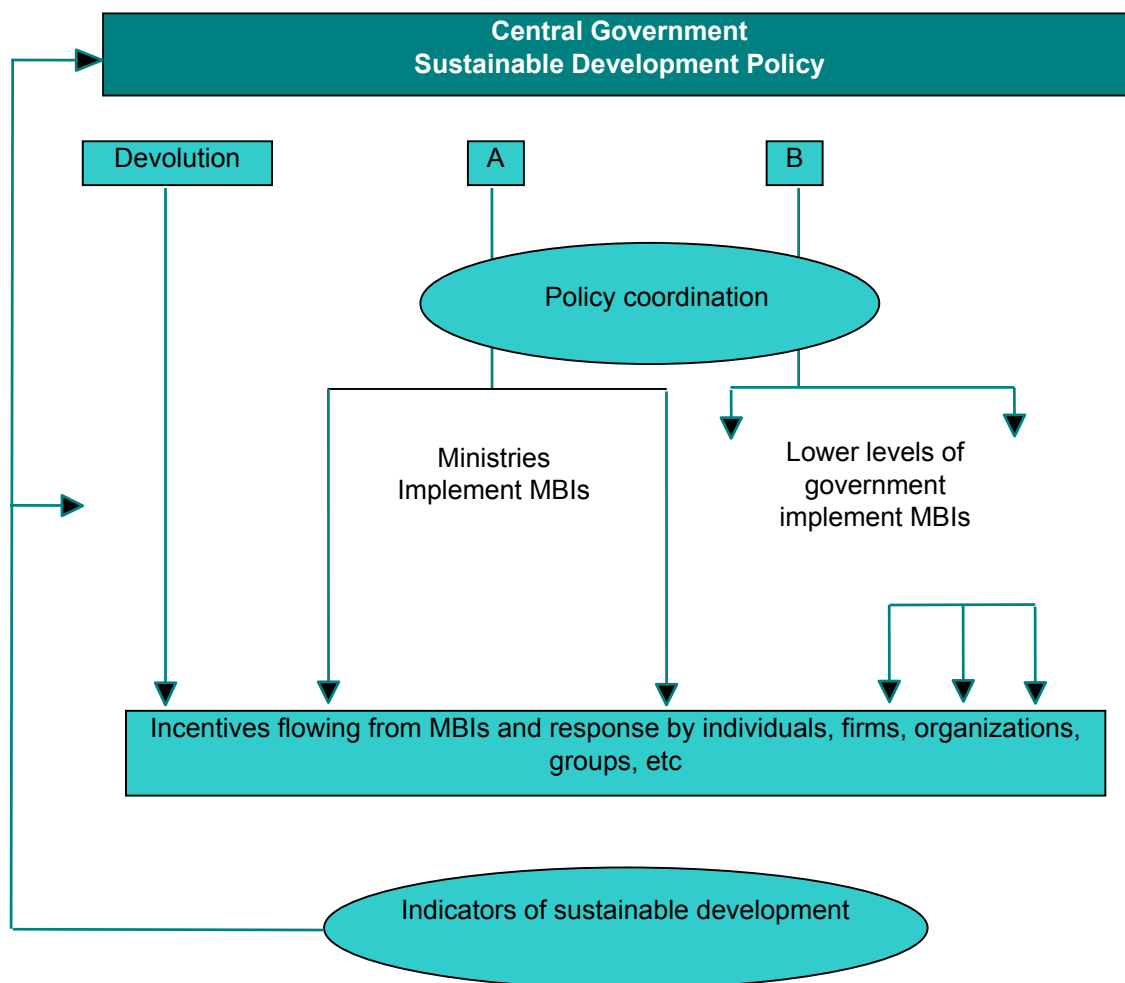 Central Government
Sustainable Development Policy
Devolution
A
B
Policy coordination
Ministries
Implement MBIs
Lower levels of
government
implement MBIs
Incentives flowing from MBIs and response by individuals, firms, organizations,
groups, etc
Indicators of sustainable development